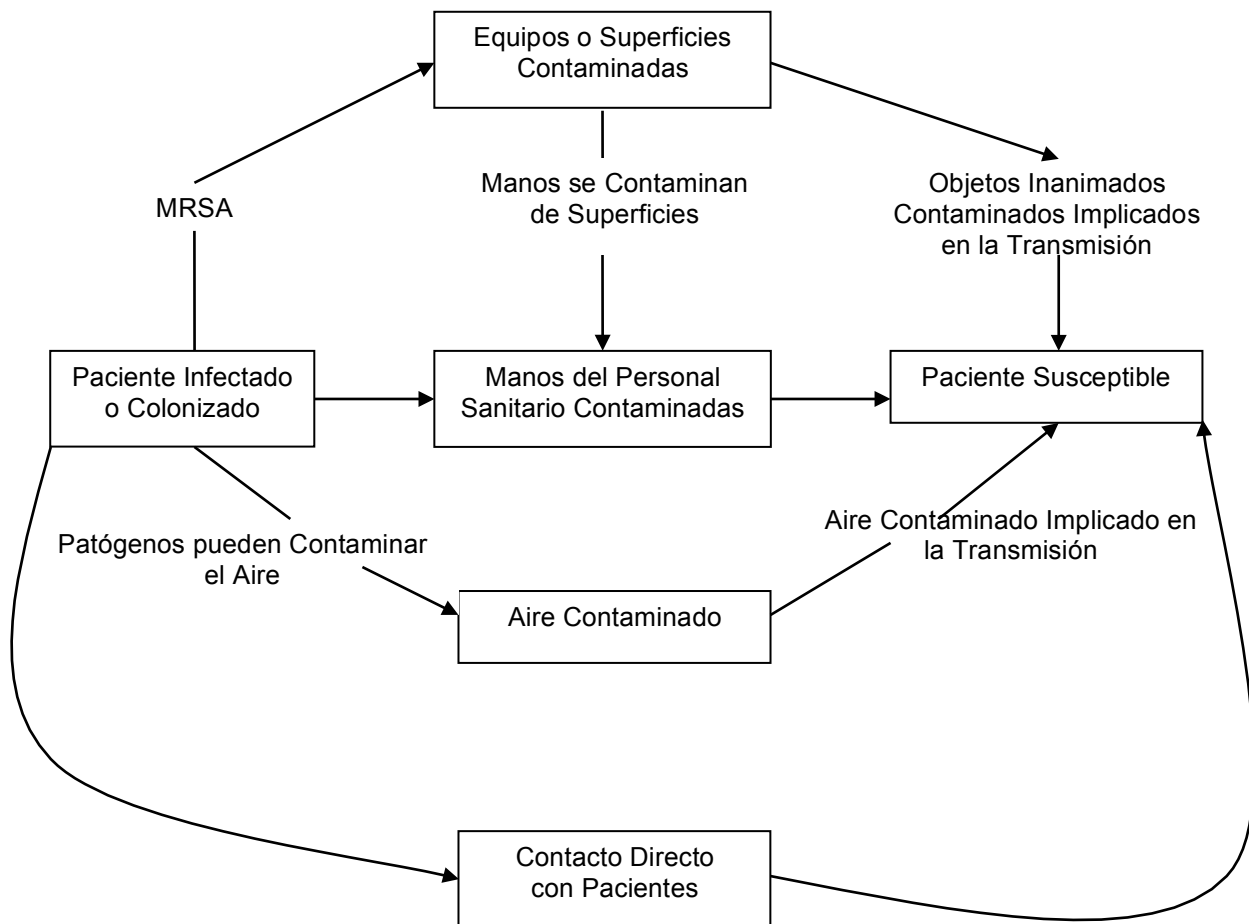 Equipos o Superficies
Contaminadas
MRSA
Manos se Contaminan
de Superficies
Objetos Inanimados
Contaminados Implicados
en la Transmisión
Paciente Infectado
o Colonizado
Manos del Personal
Sanitario Contaminadas
Paciente Susceptible
Patógenos pueden Contaminar
el Aire
Aire Contaminado Implicado en
la Transmisión
Aire Contaminado
Contacto Directo
con Pacientes